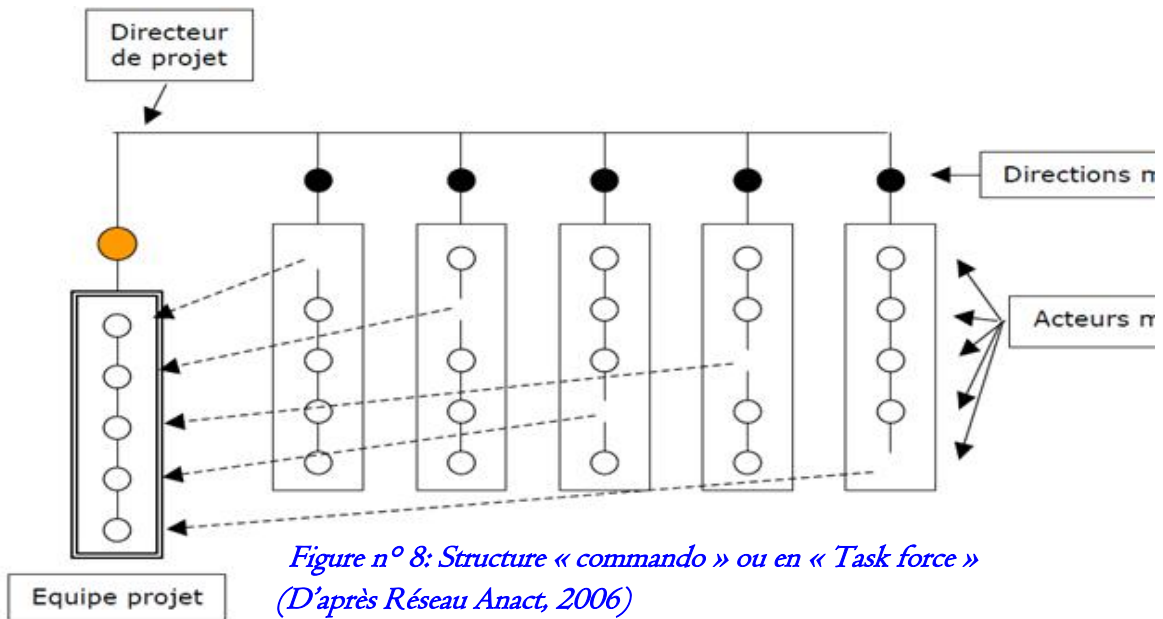 Directeur
de projet
Directions m
Acteurs m
Figure n° 8: Structure « commando » ou en « Task force »
(D'après Réseau Anact, 2006)
Equipe projet